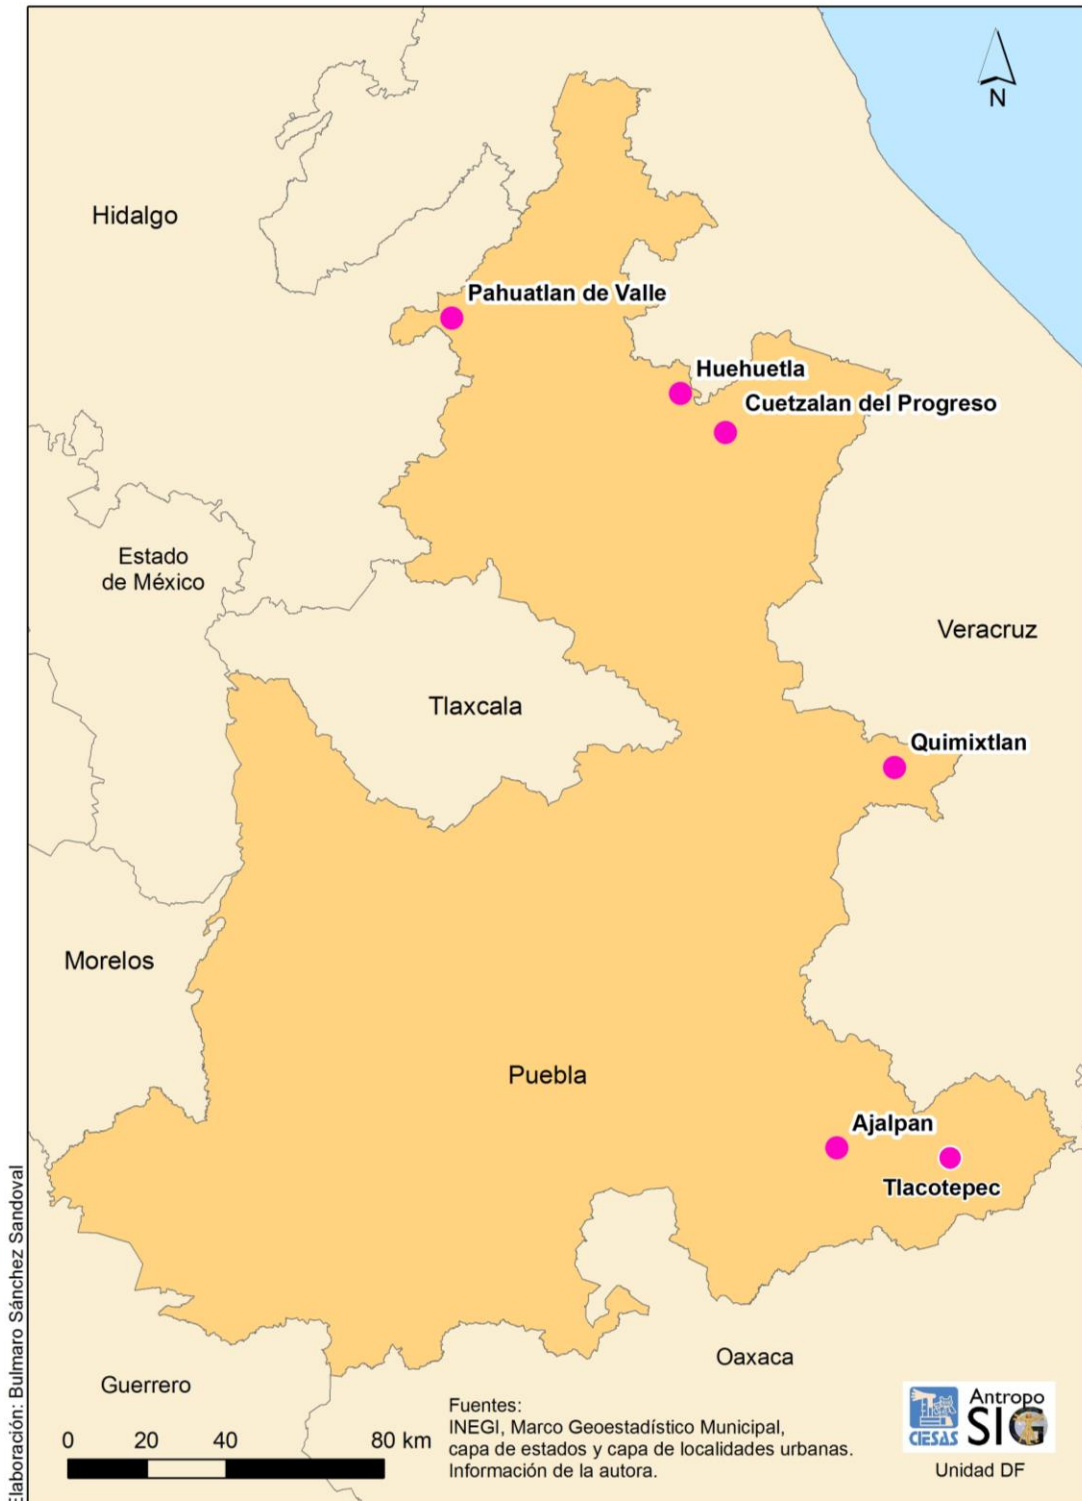 N
Hidalgo
Pahuatlan de Valle
Huehuetla
Cuetzalan del Progreso
Estado
de México
Veracruz
Tlaxcala
Quimixtlan
Morelos
Puebla
Ajalpan
Tlacotepec
Oaxaca
Guerrero
Elaboración: Bulmaro Sánchez Sandoval
0 20 40 80 km
Fuentes:
INEGI, Marco Geoestadístico Municipal,
capa de estados y capa de localidades urbanas.
Información de la autora.
CIESAS
Antropo
SIG
Unidad DF